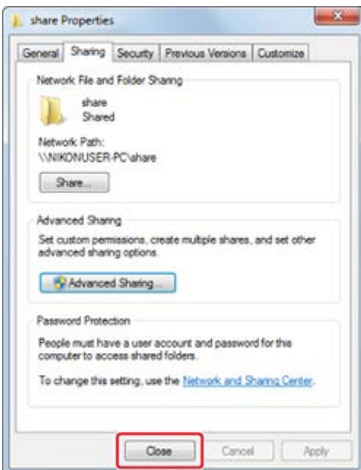 share Properties
General Sharing Security Previous Versions Customize
Network File and Folder Sharing
share
Shared
Network Path:
\\NIKONUSER-PC\share
Share...
Advanced Sharing
Set custom permissions, create multiple shares, and set other
advanced sharing options.
Advanced Sharing...
Password Protection
People must have a user account and password for this
computer to access shared folders.
To change this setting, use the Network and Sharing Center.
Close Cancel Apply